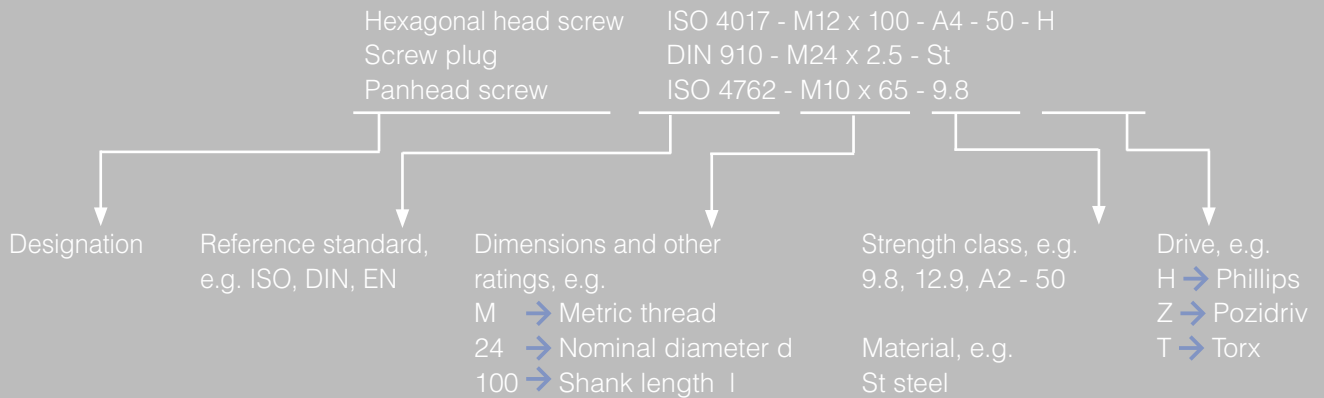 Hexagonal head screw ISO 4017 - M12 x 100 - A4 - 50 - H
Screw plug DIN 910 - M24 x 2.5 - St
Panhead screw ISO 4762 - M10 x 65 - 9.8
Designation
Reference standard,
e.g. ISO, DIN, EN
Dimensions and other
ratings, e.g.
M → Metric thread
24 → Nominal diameter d
100 → Shank length l
Strength class, e.g.
9.8, 12.9, A2 - 50
Material, e.g.
St steel
Drive, e.g.
H → Phillips
Z → Pozidriv
T → Torx